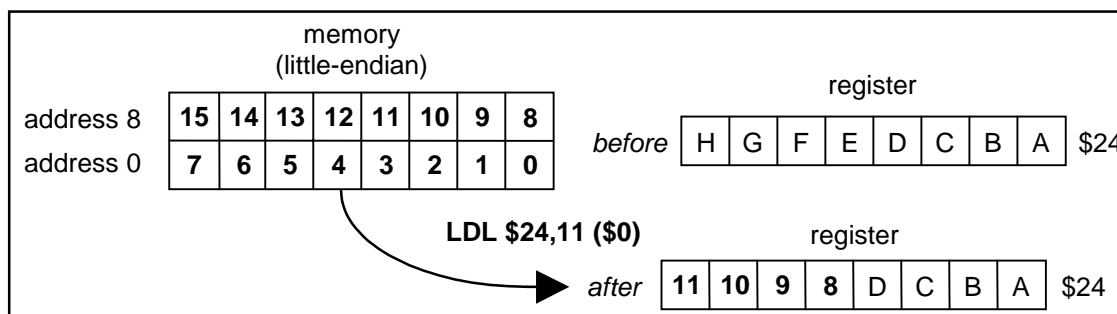 memory
(little-endian)
address 8 15 14 13 12 11 10 9 8
address 0 7 6 5 4 3 2 1 0
register
before H G F E D C B A $24
LDL $24,11 ($0)
register
after 11 10 9 8 D C B A $24